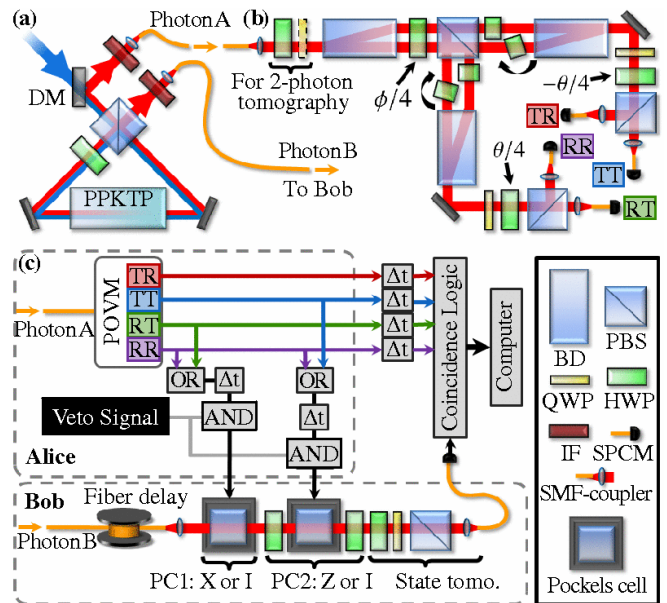 (a)
Photon A
(b)
DM
For 2-photon
tomography
ϕ/4
-θ/4
TR
RR
θ/4
TT
RT
Photon B
To Bob
PPKTP
(c)
Photon A
POVM
TR
TT
RT
RR
Δt
Δt
Δt
Δt
Coincidence Logic
Computer
OR
Δt
OR
Δt
Veto Signal
AND
AND
Alice
Bob
Fiber delay
Photon B
PC1: X or I
PC2: Z or I
State tomo.
BD
PBS
QWP
HWP
IF
SPCM
SMF-coupler
Pockels cell